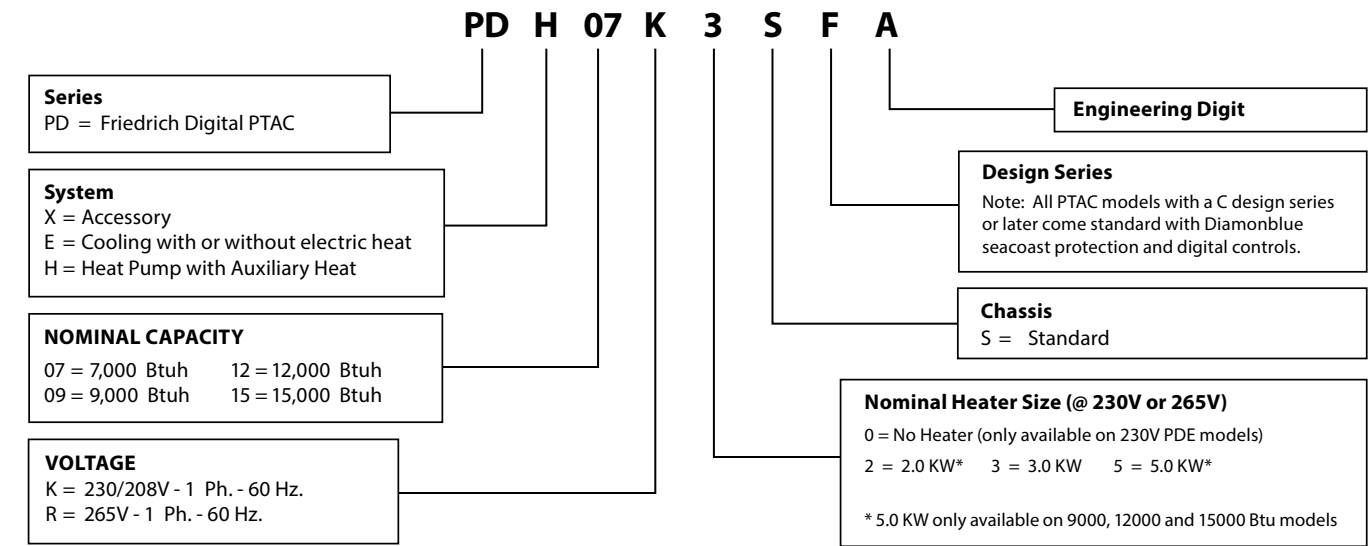 PD H 07 K 3 S F A
Series
PD = Friedrich Digital PTAC
System
X = Accessory
E = Cooling with or without electric heat
H = Heat Pump with Auxiliary Heat
NOMINAL CAPACITY
07 = 7,000 Btuh 12 = 12,000 Btuh
09 = 9,000 Btuh 15 = 15,000 Btuh
VOLTAGE
K = 230/208V - 1 Ph. - 60 Hz.
R = 265V - 1 Ph. - 60 Hz.
Engineering Digit
Design Series
Note: All PTAC models with a C design series
or later come standard with Diamonblue
seacoast protection and digital controls.
Chassis
S = Standard
Nominal Heater Size (@ 230V or 265V)
0 = No Heater (only available on 230V PDE models)
2 = 2.0 KW* 3 = 3.0 KW 5 = 5.0 KW*
* 5.0 KW only available on 9000, 12000 and 15000 Btu models